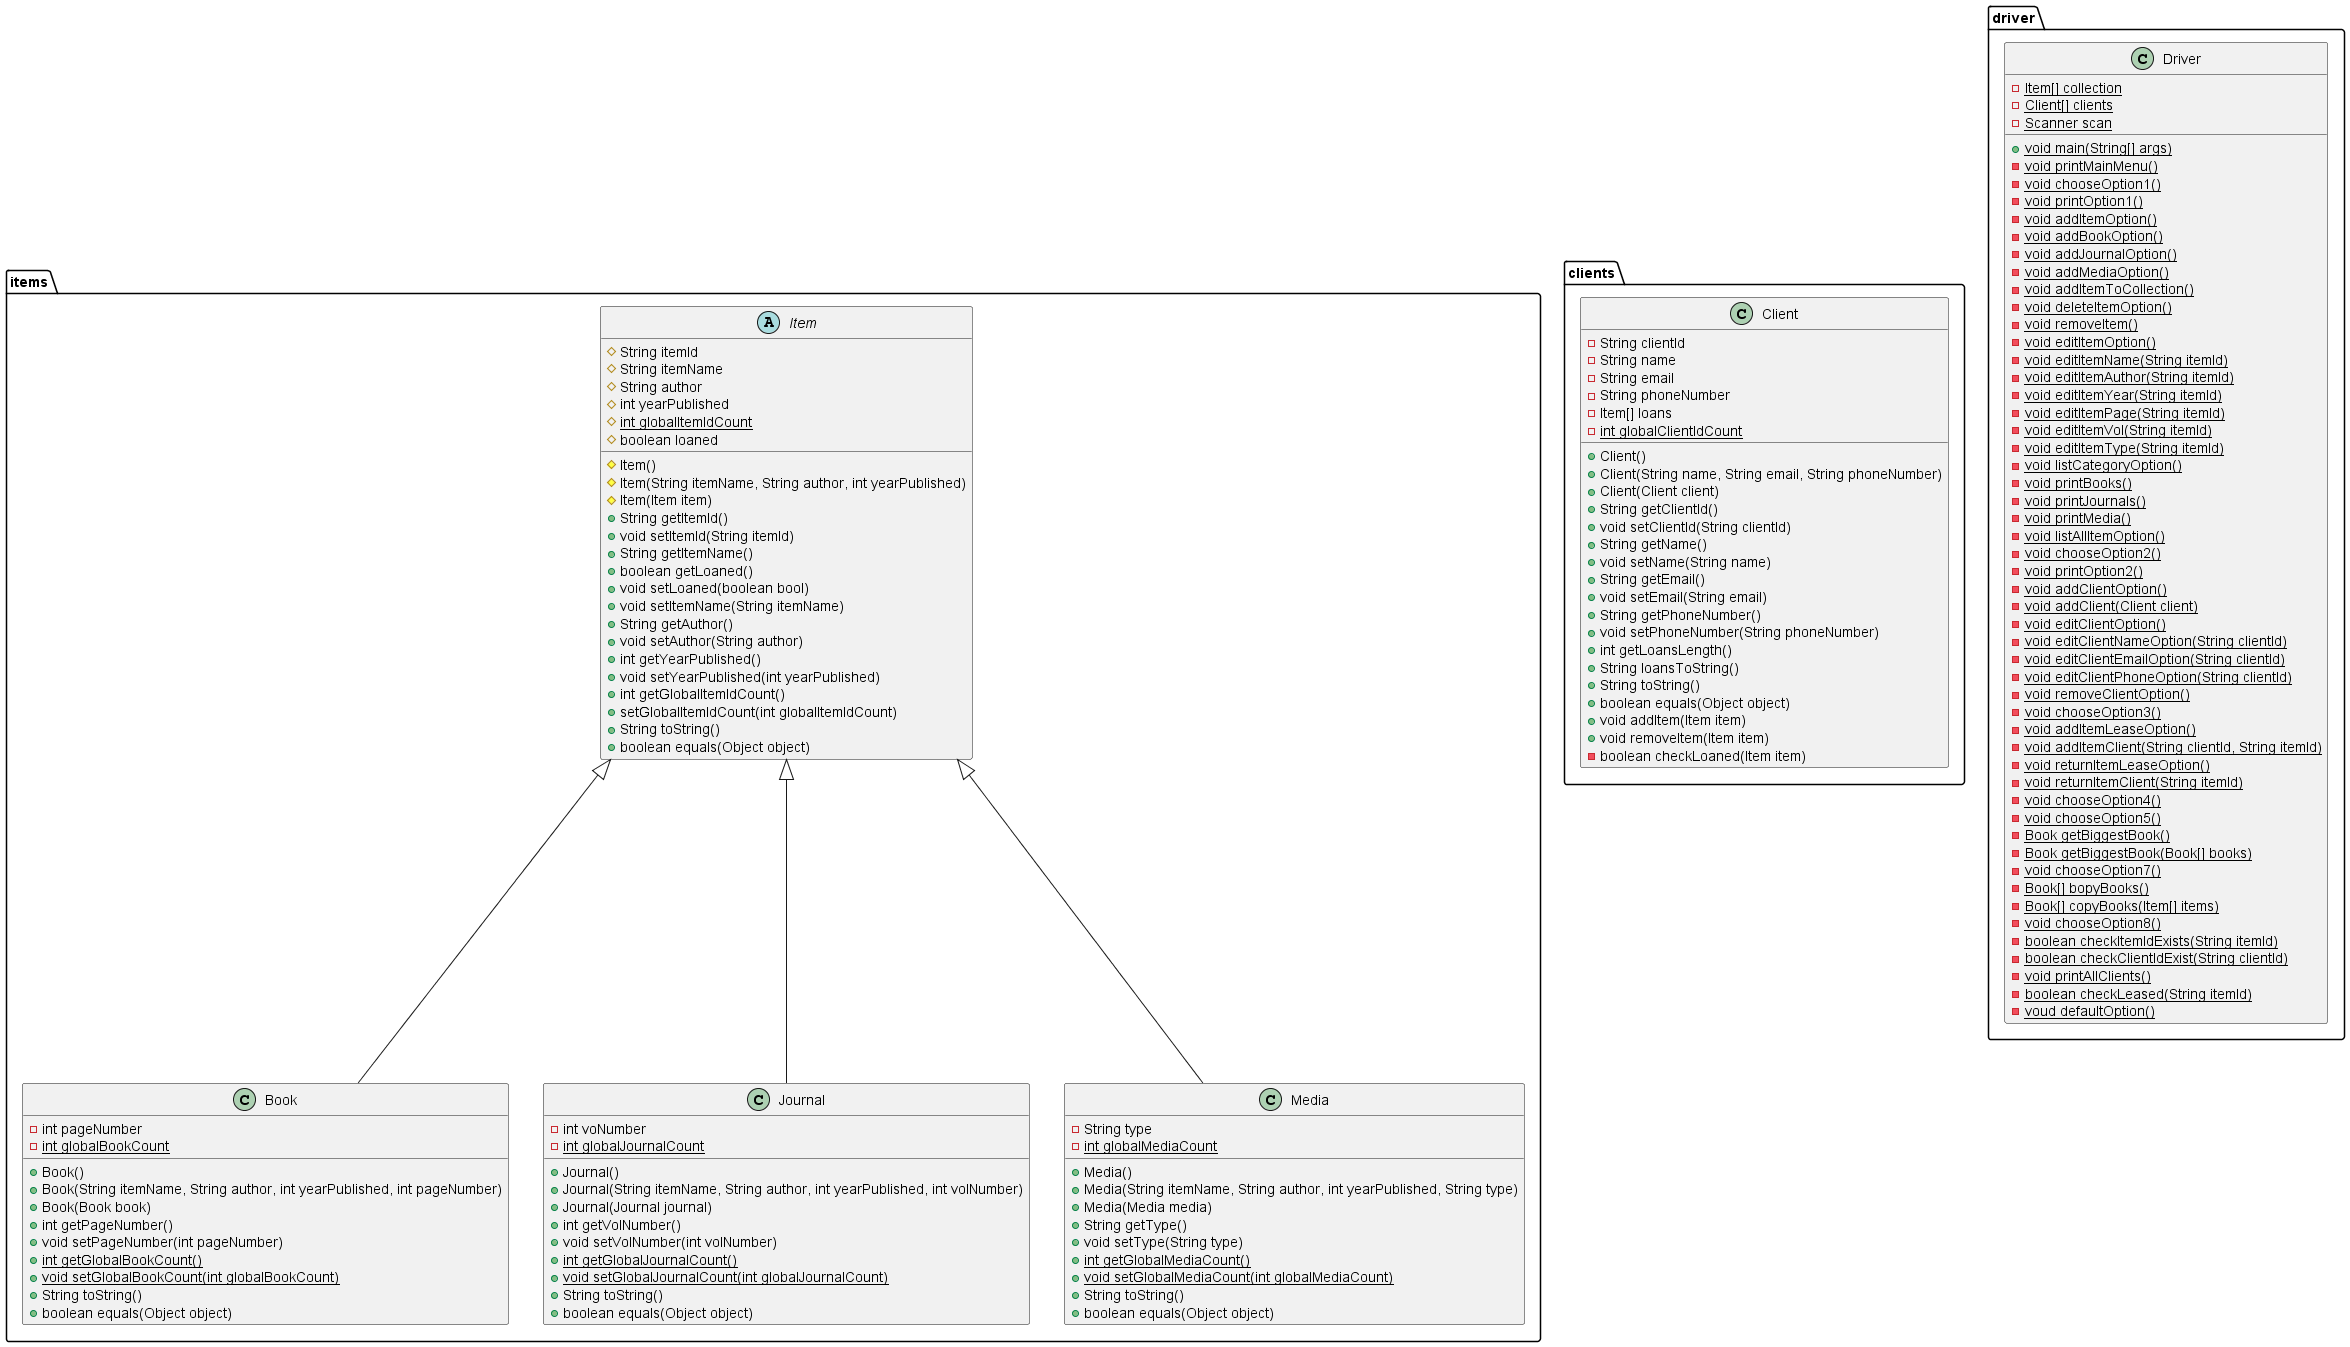 items
A Item
String itemId
String itemName
String author
int yearPublished
int globalItemIdCount
boolean loaned
Item()
Item(String itemName, String author, int yearPublished)
Item(Item item)
String getItemId()
void setItemId(String itemId)
String getItemName()
boolean getLoaned()
void setLoaned(boolean bool)
void setItemName(String itemName)
String getAuthor()
void setAuthor(String author)
int getYearPublished()
void setYearPublished(int yearPublished)
int getGlobalItemIdCount()
setGlobalItemIdCount(int globalItemIdCount)
String toString()
boolean equals(Object object)
C Book
int pageNumber
int globalBookCount
Book()
Book(String itemName, String author, int yearPublished, int pageNumber)
Book(Book book)
int getPageNumber()
void setPageNumber(int pageNumber)
int getGlobalBookCount()
void setGlobalBookCount(int globalBookCount)
String toString()
boolean equals(Object object)
C Journal
int voNumber
int globalJournalCount
Journal()
Journal(String itemName, String author, int yearPublished, int volNumber)
Journal(Journal journal)
int getVolNumber()
void setVolNumber(int volNumber)
int getGlobalJournalCount()
void setGlobalJournalCount(int globalJournalCount)
String toString()
boolean equals(Object object)
C Media
String type
int globalMediaCount
Media()
Media(String itemName, String author, int yearPublished, String type)
Media(Media media)
String getType()
void setType(String type)
int getGlobalMediaCount()
void setGlobalMediaCount(int globalMediaCount)
String toString()
boolean equals(Object object)
clients
C Client
String clientId
String name
String email
String phoneNumber
Item[] loans
int globalClientIdCount
Client()
Client(String name, String email, String phoneNumber)
Client(Client client)
String getClientId()
void setClientId(String clientId)
String getName()
void setName(String name)
String getEmail()
void setEmail(String email)
String getPhoneNumber()
void setPhoneNumber(String phoneNumber)
int getLoansLength()
String loansToString()
String toString()
boolean equals(Object object)
void addItem(Item item)
void removeItem(Item item)
boolean checkLoaned(Item item)
driver
C Driver
Item[] collection
Client[] clients
Scanner scan
void main(String[] args)
void printMainMenu()
void chooseOption1()
void printOption1()
void addItemOption()
void addBookOption()
void addJournalOption()
void addMediaOption()
void addItemToCollection()
void deleteItemOption()
void removeItem()
void editItemOption()
void editItemName(String itemId)
void editItemAuthor(String itemId)
void editItemYear(String itemId)
void editItemPage(String itemId)
void editItemVol(String itemId)
void editItemType(String itemId)
void listCategoryOption()
void printBooks()
void printJournals()
void printMedia()
void listAllItemOption()
void chooseOption2()
void printOption2()
void addClientOption()
void addClient(Client client)
void editClientOption()
void editClientNameOption(String clientId)
void editClientEmailOption(String clientId)
void editClientPhoneOption(String clientId)
void removeClientOption()
void chooseOption3()
void addItemLeaseOption()
void addItemClient(String clientId, String itemId)
void returnItemLeaseOption()
void returnItemClient(String itemId)
void chooseOption4()
void chooseOption5()
Book getBiggestBook()
Book getBiggestBook(Book[] books)
void chooseOption7()
Book[] bopyBooks()
Book[] copyBooks(Item[] items)
void chooseOption8()
boolean checkItemIdExists(String itemId)
boolean checkClientIdExist(String clientId)
void printAllClients()
boolean checkLeased(String itemId)
voud defaultOption()